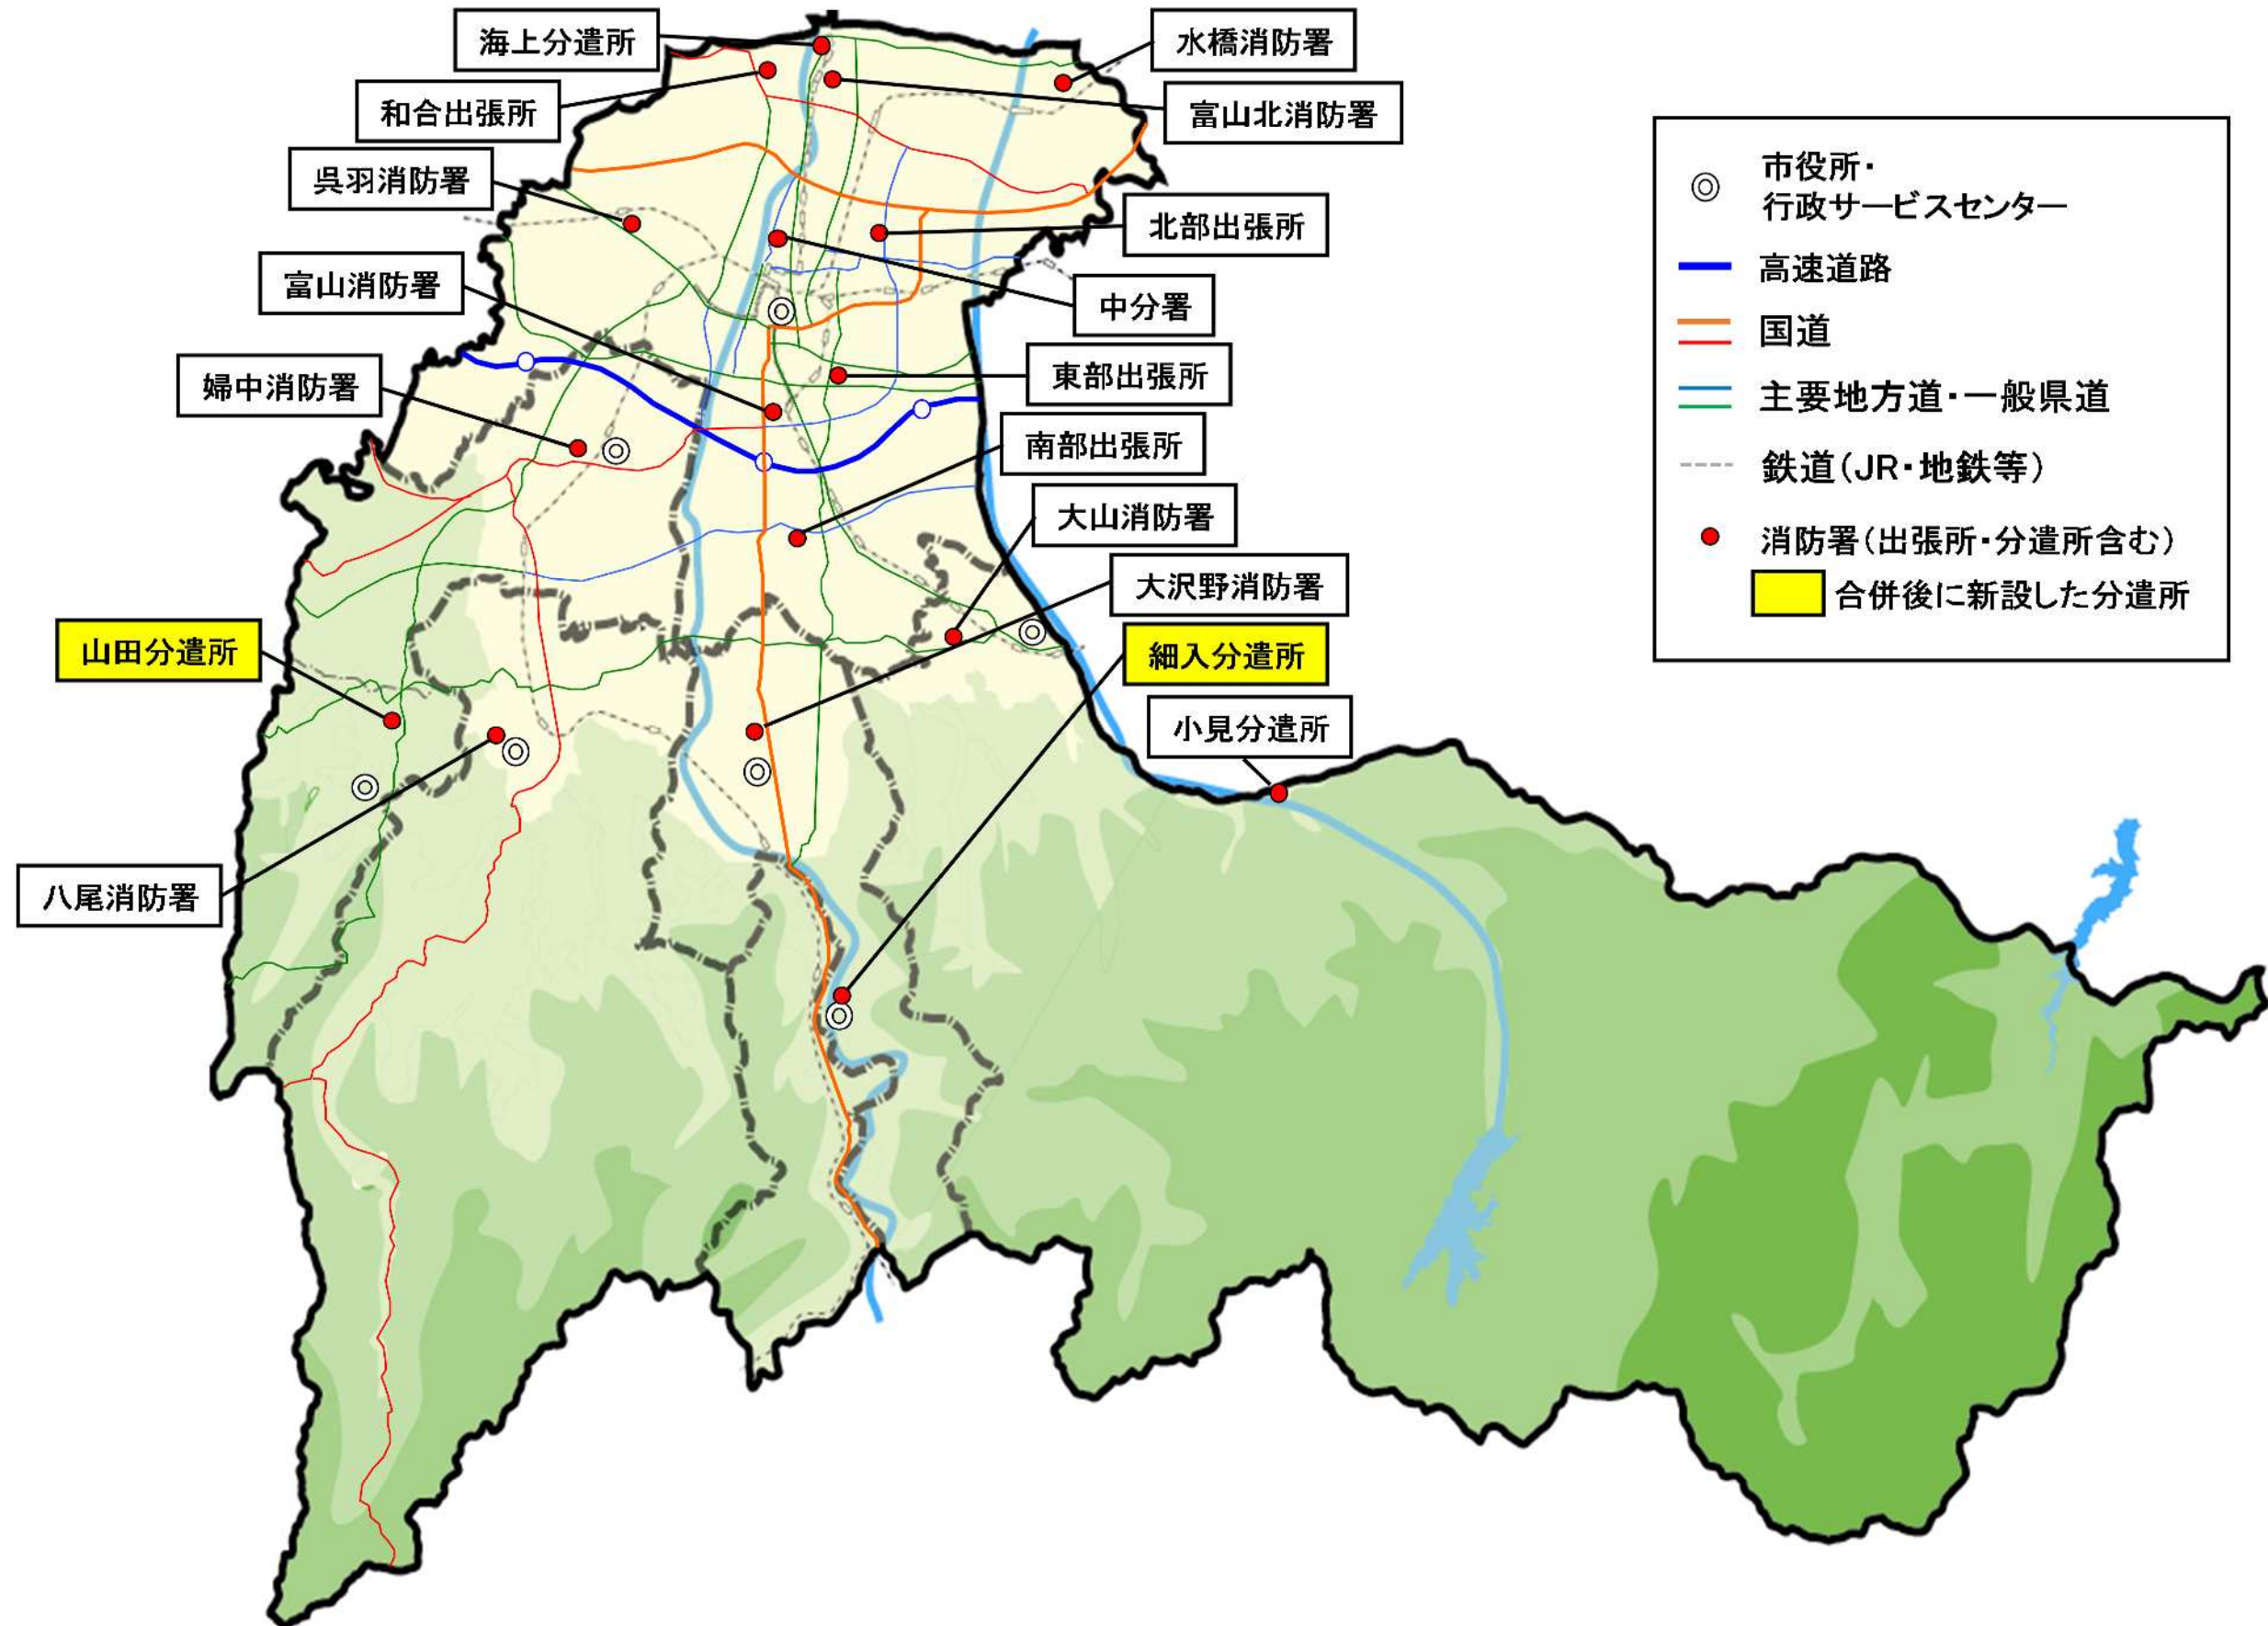 海上分遣所
水橋消防署
和合出張所
富山北消防署
呉羽消防署
北部出張所
富山消防署
中分署
婦中消防署
東部出張所
南部出張所
大山消防署
大沢野消防署
山田分遣所
細入分遣所
小見分遣所
八尾消防署
市役所・
行政サービスセンター
高速道路
国道
主要地方道・一般県道
鉄道(JR・地鉄等)
消防署(出張所・分遣所含む)
合併後に新設した分遣所